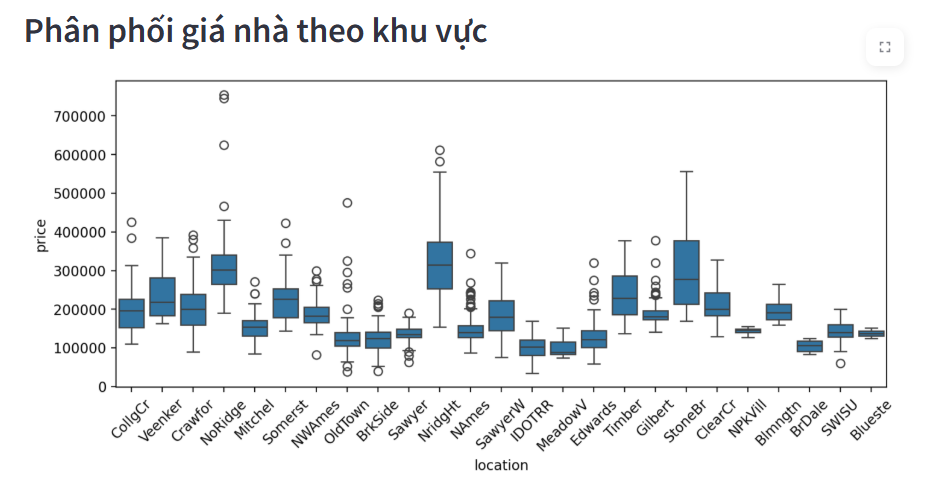 Phân phối giá nhà theo khu vực
700000
600000
500000
400000
300000
200000
100000
0
price
CollgCr
Veenker
Crawfor
NoRidge
Mitchel
Somerst
NWAmes
OldTown
BrkSide
Sawyer
NridgHt
NAmes
SawyerW
IDOTRR
MeadowV
Edwards
Timber
Gilbert
StoneBr
ClearCr
NPkVill
Blmngtn
BrDale
SWISU
Blueste
location